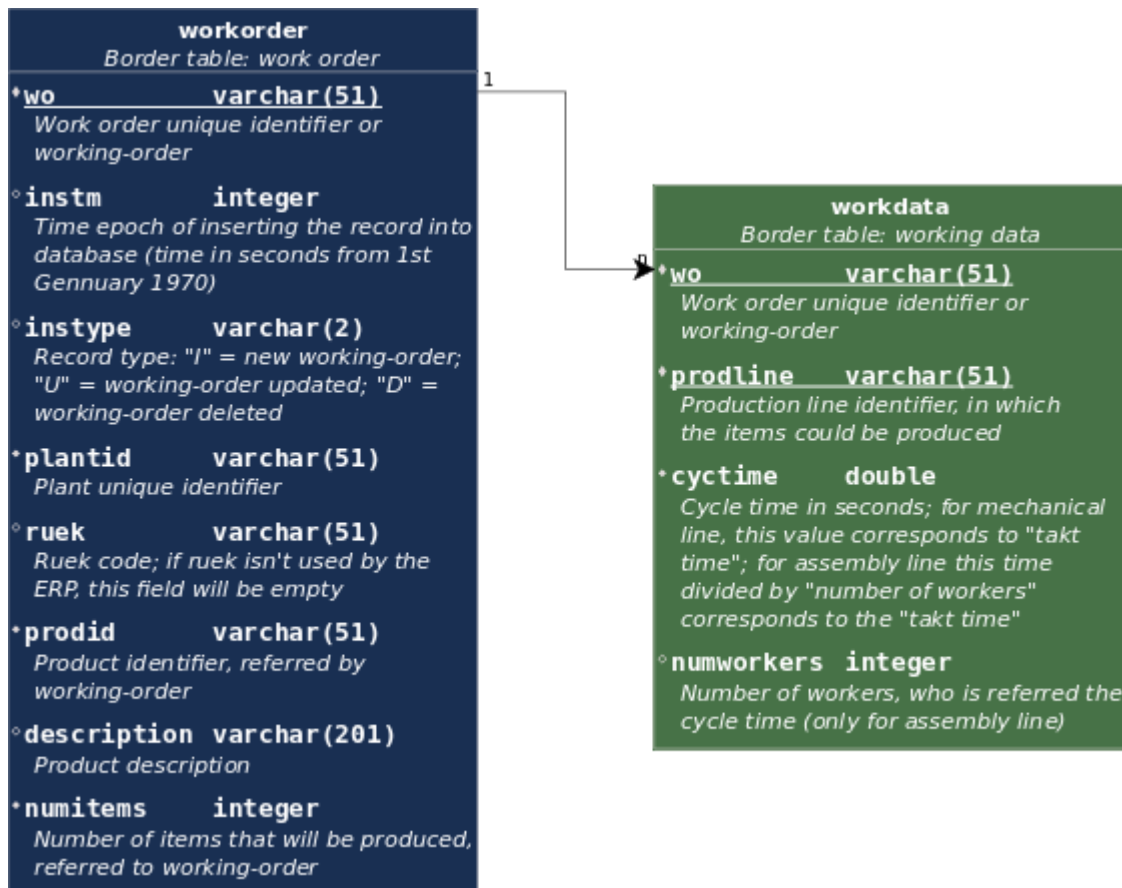 workorder
Border table: work order
wo varchar(51)
Work order unique identifier or
working-order
instm integer
Time epoch of inserting the record into
database (time in seconds from 1st
Gennuary 1970)
instype varchar(2)
Record type: "I" = new working-order;
"U" = working-order updated; "D" =
working-order deleted
plantid varchar(51)
Plant unique identifier
ruek varchar(51)
Ruek code; if ruek isn't used by the
ERP, this field will be empty
prodid varchar(51)
Product identifier, referred by
working-order
description varchar(201)
Product description
numitems integer
Number of items that will be produced,
referred to working-order
1
n
workdata
Border table: working data
wo varchar(51)
Work order unique identifier or
working-order
prodline varchar(51)
Production line identifier, in which
the items could be produced
cyctime double
Cycle time in seconds; for mechanical
line, this value corresponds to "takt
time"; for assembly line this time
divided by "number of workers"
corresponds to the "takt time"
numworkers integer
Number of workers, who is referred the
cycle time (only for assembly line)